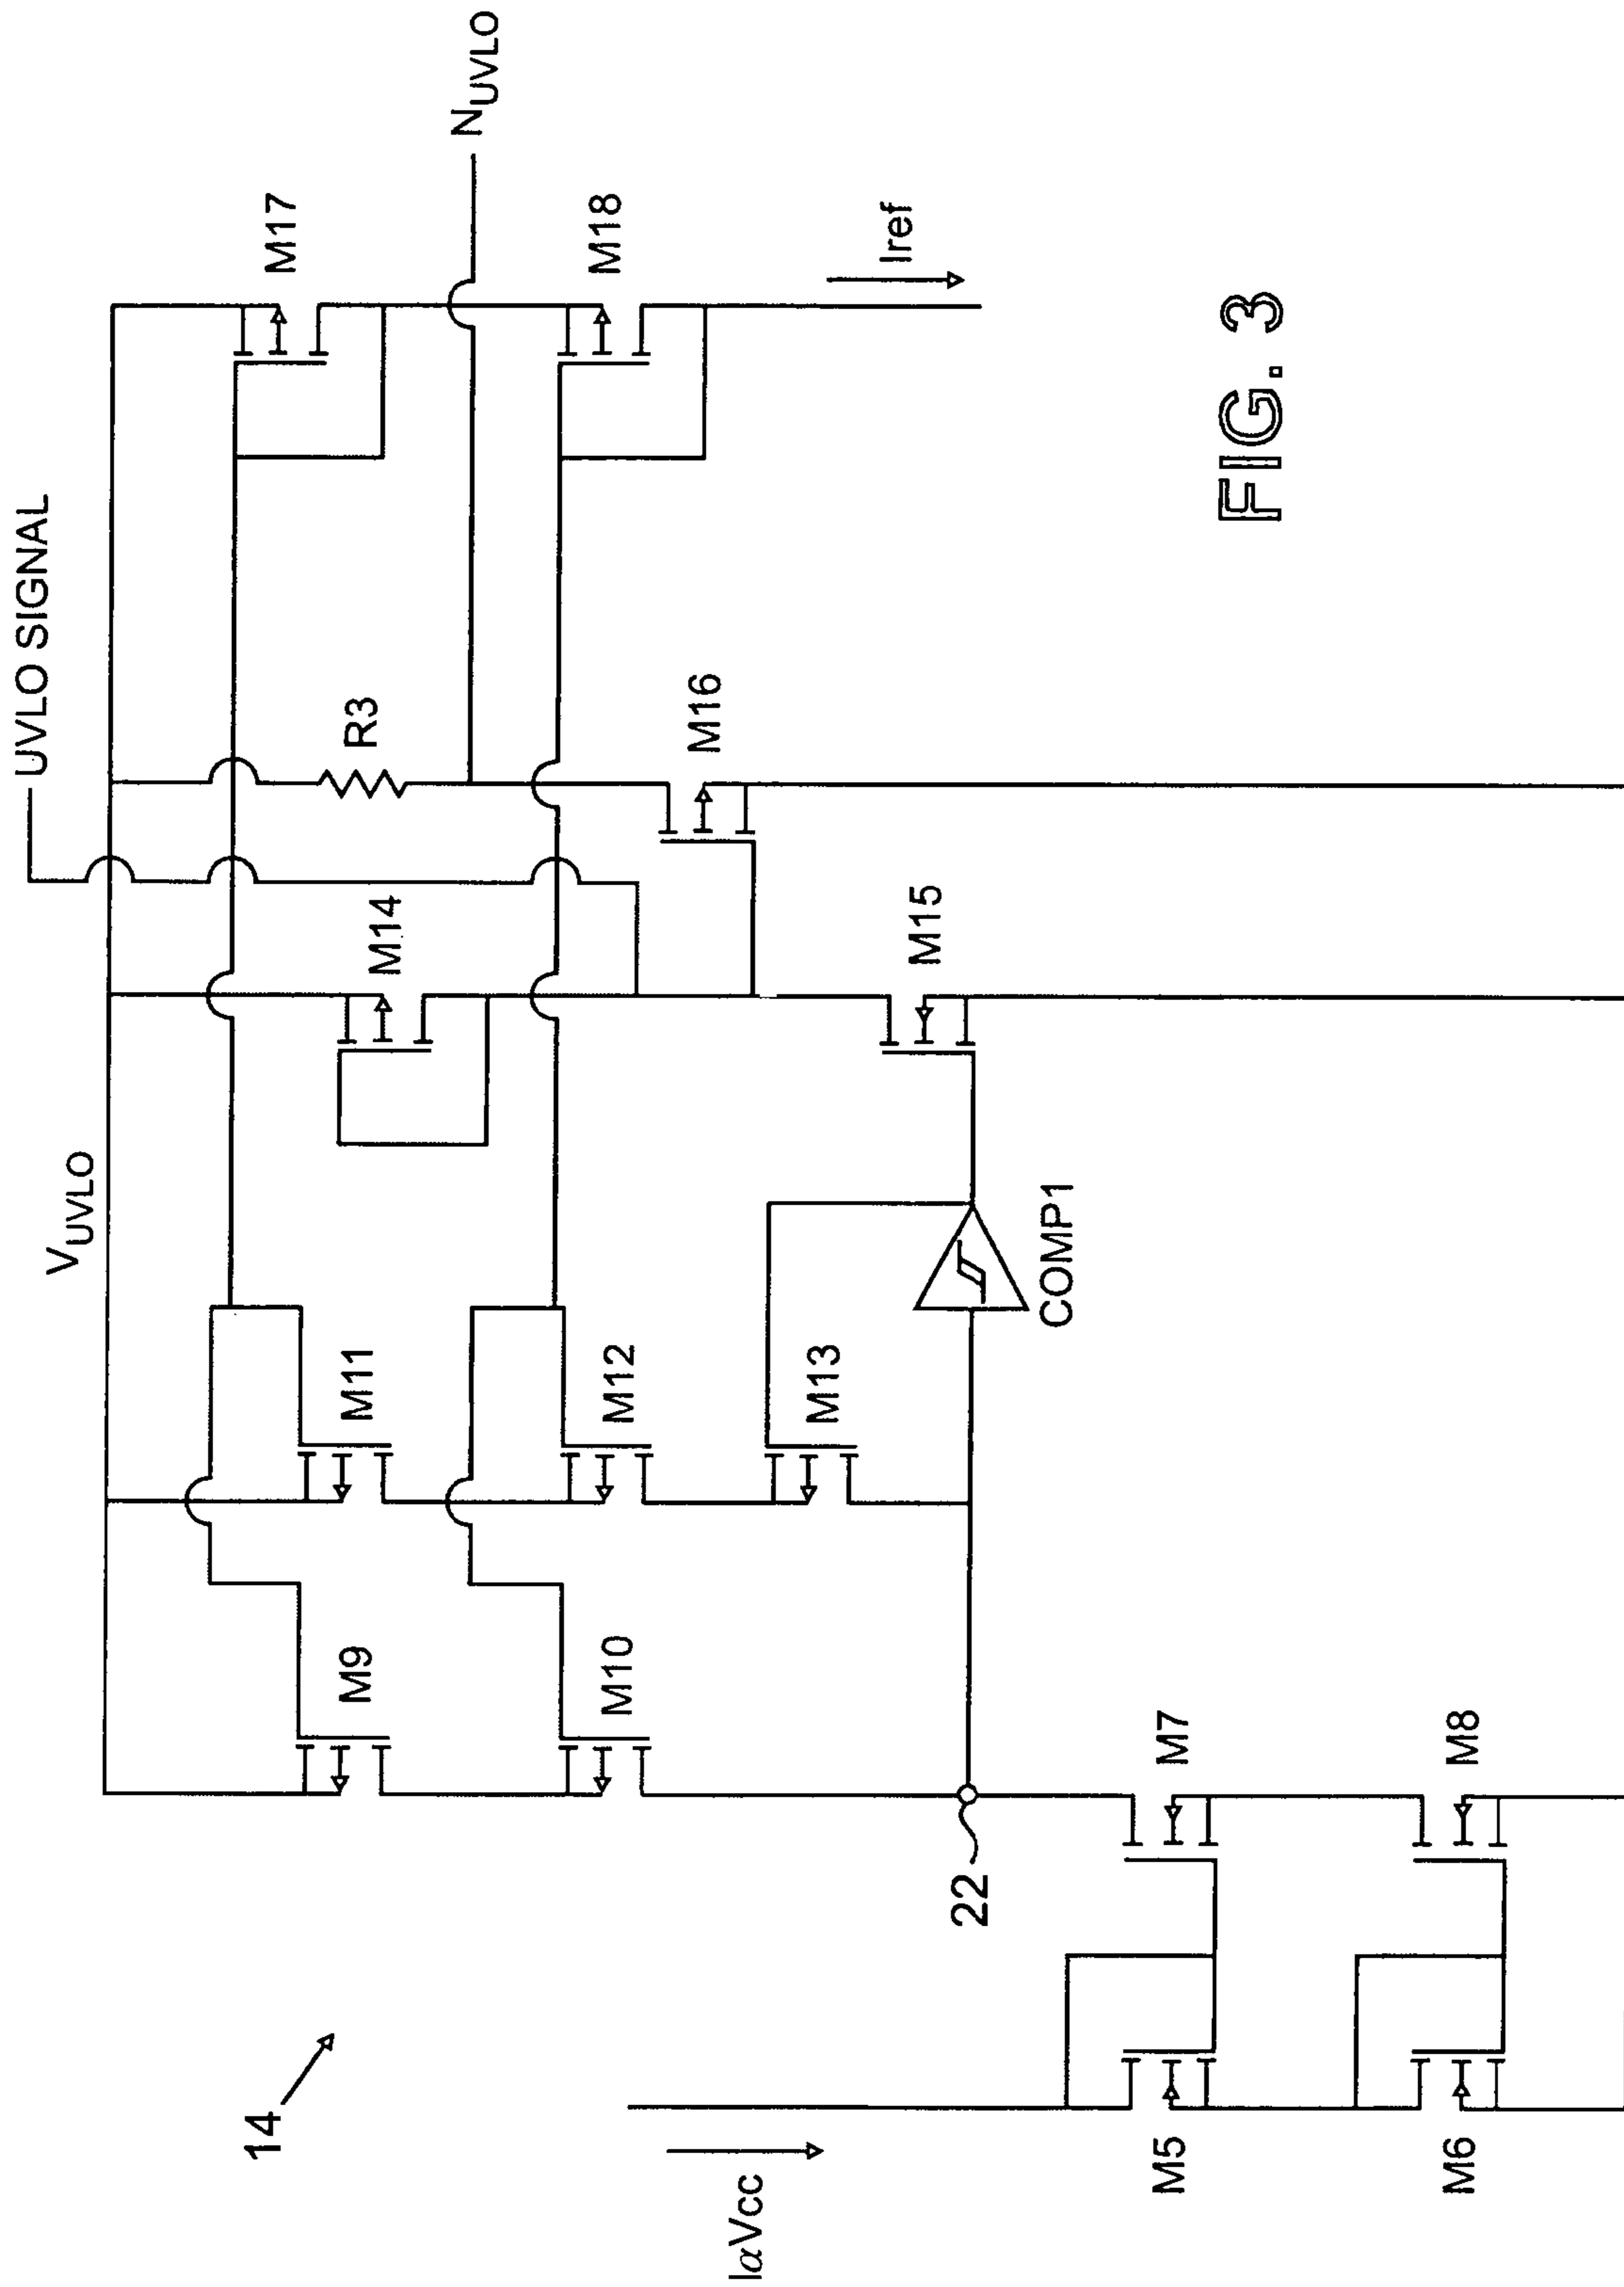 UVLO SIGNAL
VUVLO
NUVLO
M17
M18
Iref
R3
M16
M14
M15
M11
M12
M13
COMP1
M9
M10
22
M7
M8
14
IαVcc
M5
M6
FIG. 3